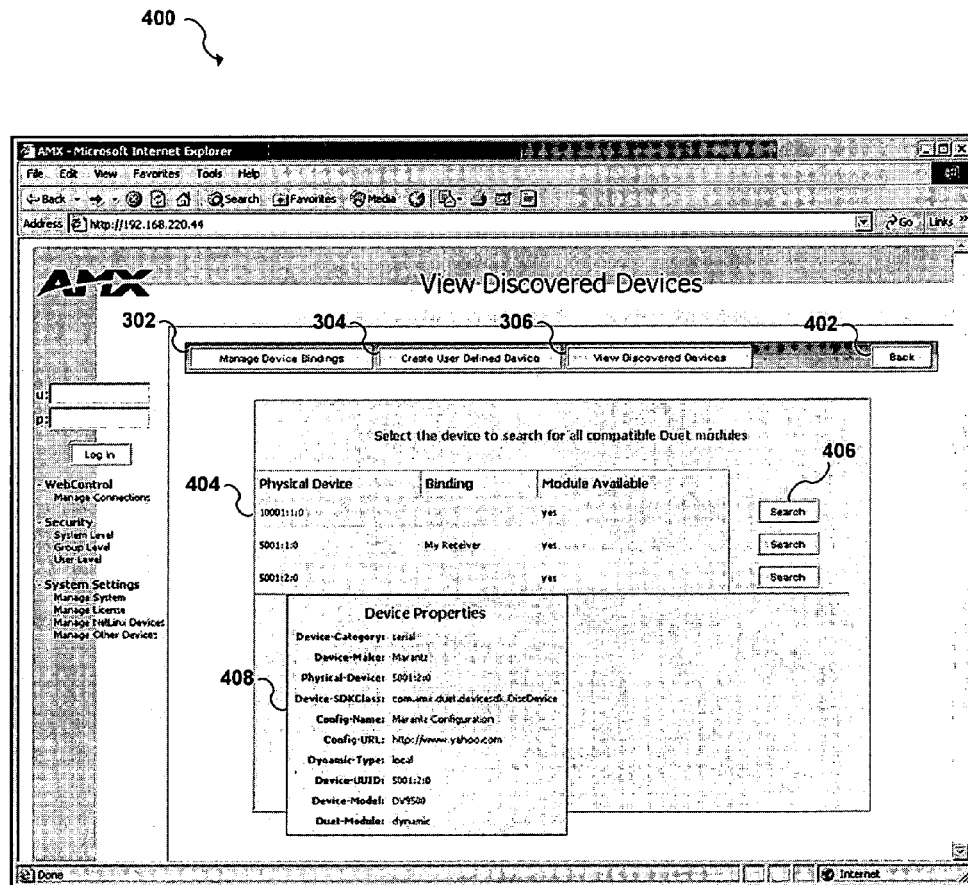 400
AMX - Microsoft Internet Explorer
File Edit View Favorites Tools Help
Back Search Favorites Media
Address http://192.168.220.44 Go Links »
AMX
View Discovered Devices
302 304 306 402
Manage Device Bindings Create User Defined Device View Discovered Devices Back
u:
p:
Log in
Select the device to search for all compatible Duet modules
406
- WebControl
Manage Connections
- Security
System Level
Group Level
User Level
- System Settings
Manage System
Manage License
Manage NetLinx Devices
Manage Other Devices
404
Physical Device Binding Module Available
10001:1:0 yes Search
5001:1:0 My Receiver yes Search
5001:2:0 yes Search
408
Device Properties
Device-Category: serial
Device-Make: Marantz
Physical-Device: 5001:2:0
Device-SDKClass: com.amx.duet.devicesdk.DiscDevice
Config-Name: Marantz Configuration
Config-URL: http://www.yahoo.com
Dynamic-Type: local
Device-UUID: 5001:2:0
Device-Model: DV9500
Duet-Module: dynamic
Done Internet